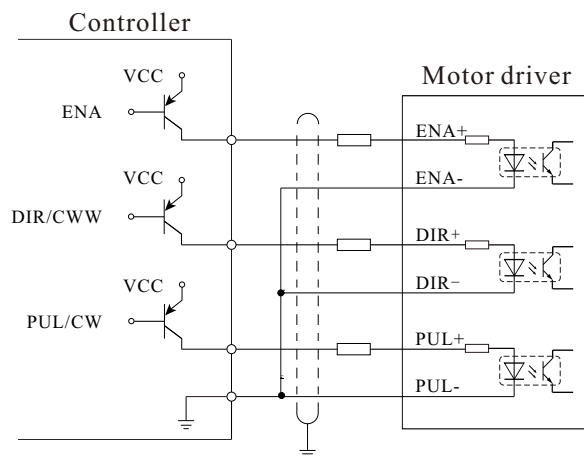 Controller
Motor driver
VCC
ENA
ENA+
ENA-
VCC
DIR/CWW
DIR+
DIR−
VCC
PUL/CW
PUL+
PUL-